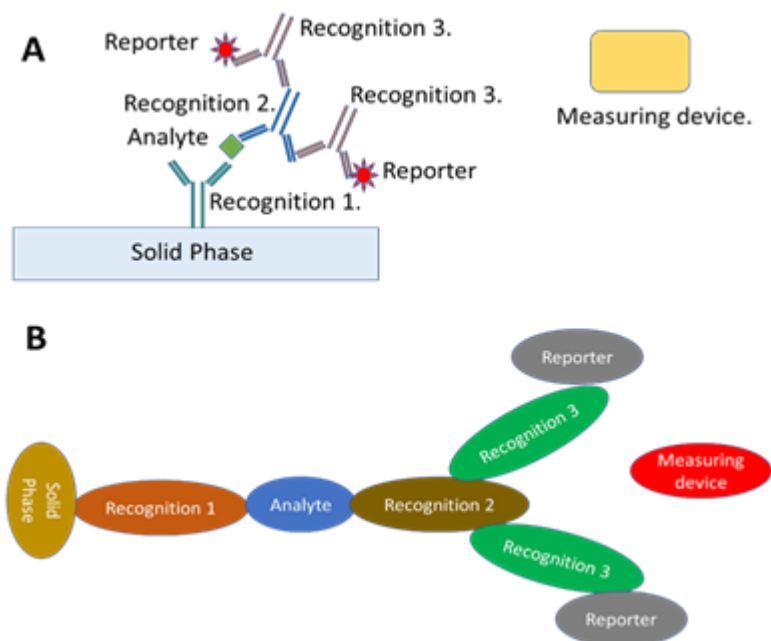 A
Reporter
Recognition 3.
Recognition 2.
Recognition 3.
Analyte
Reporter
Recognition 1.
Solid Phase
Measuring device.
B
Reporter
Recognition 3
Solid
Phase
Recognition 1
Analyte
Recognition 2
Measuring
device
Recognition 3
Reporter